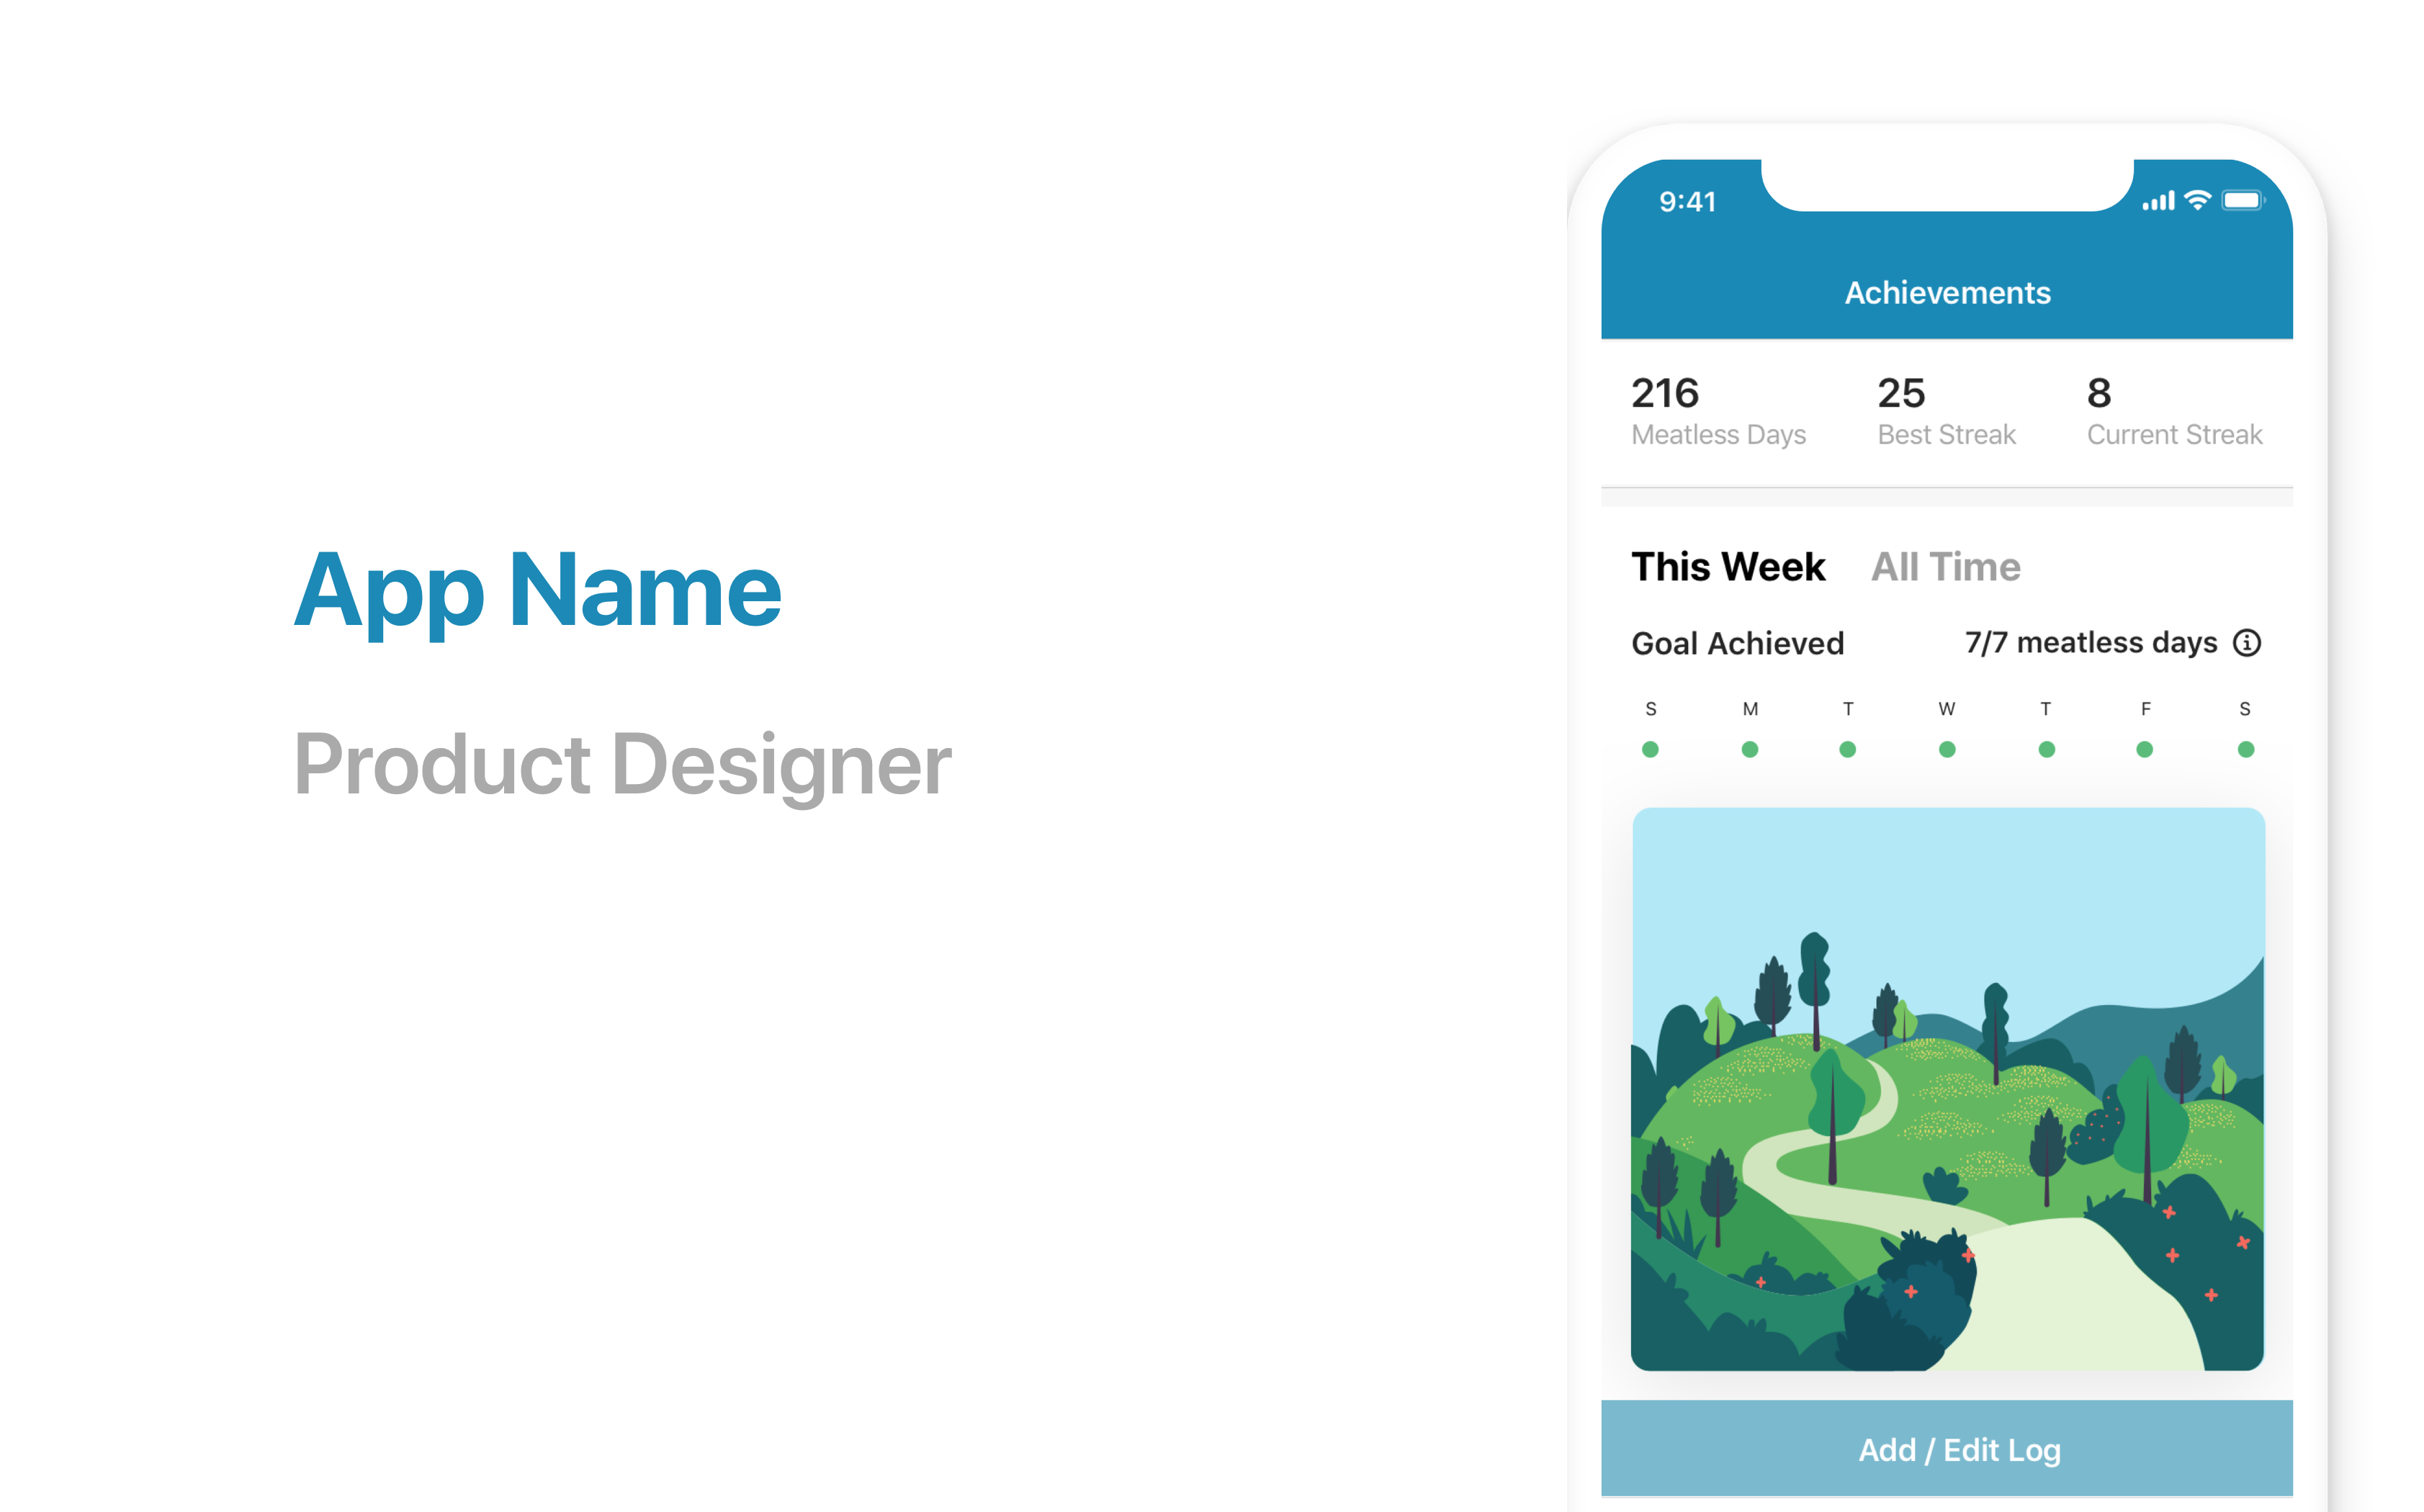 App Name
Product Designer
9:41
Achievements
216 25 8
Meatless Days Best Streak Current Streak
This Week All Time
Goal Achieved 7/7 meatless days
S M T W T F S
Add / Edit Log